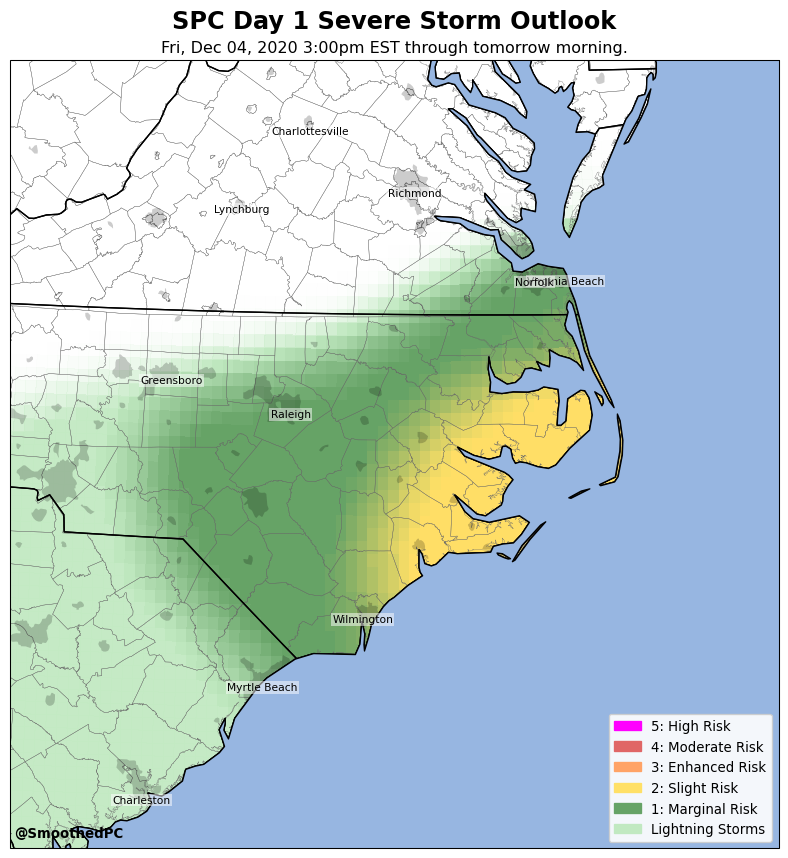 SPC Day 1 Severe Storm Outlook
Fri, Dec 04, 2020 3:00pm EST through tomorrow morning.
Charlottesville
Richmond
Lynchburg
Norfolk
Beach
Greensboro
Raleigh
Wilmington
Myrtle Beach
Charleston
5: High Risk
4: Moderate Risk
3: Enhanced Risk
2: Slight Risk
1: Marginal Risk
Lightning Storms
@SmoothedPC